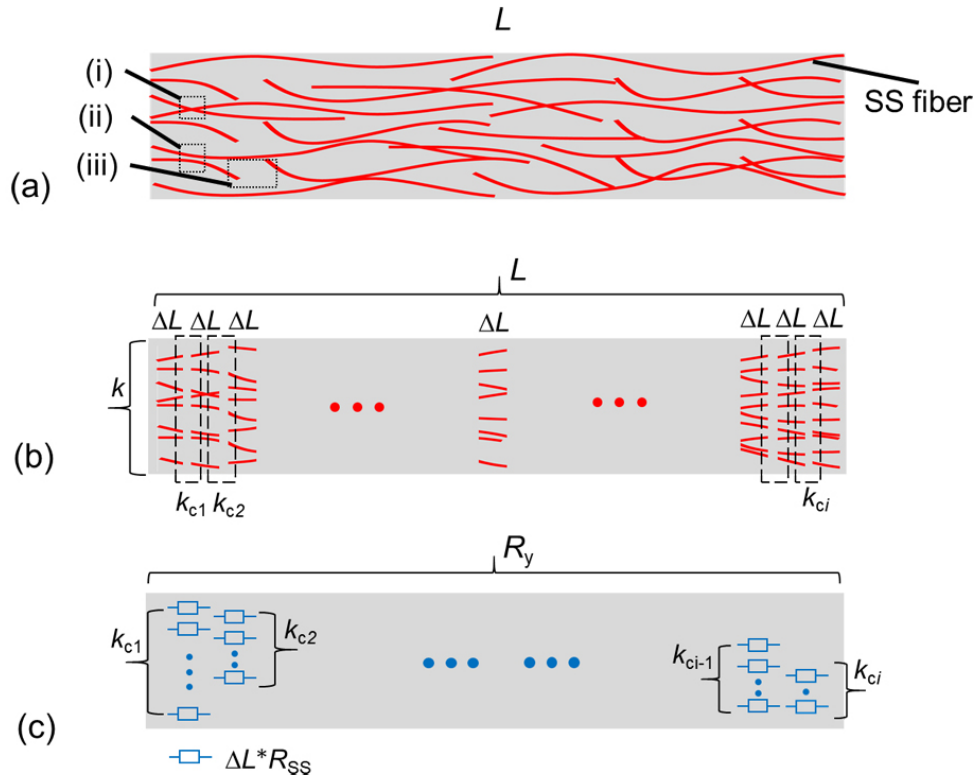 L
(i)
(ii)
(iii)
SS fiber
(a)
L
ΔL ΔL ΔL ΔL ΔL ΔL ΔL
k
(b)
kc1 kc2 kci
Ry
kc1 kc2 kci-1 kci
(c)
ΔL*RSS